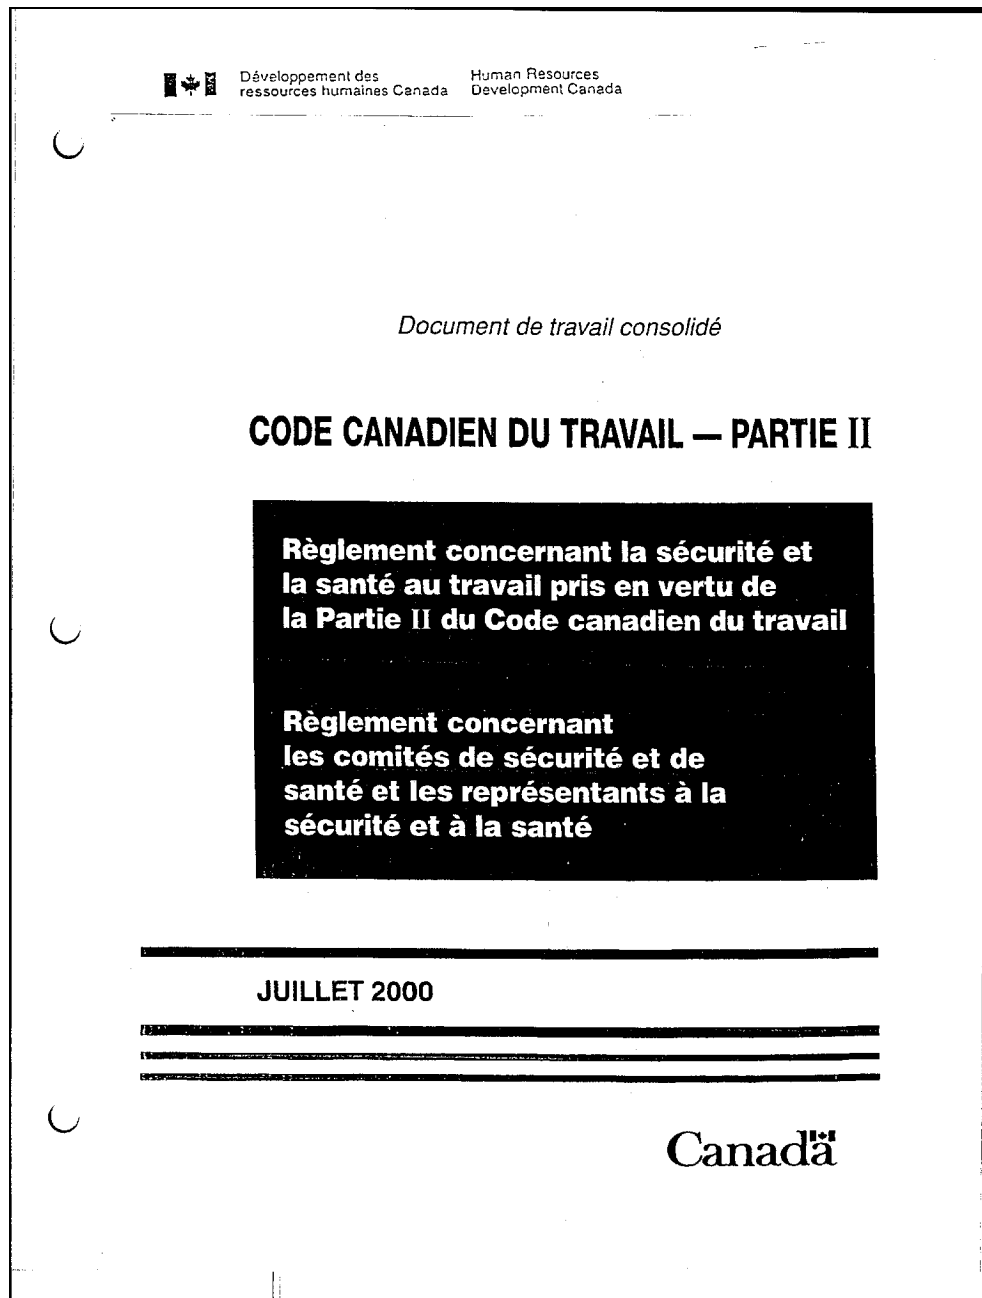 Développement des
ressources humaines Canada
Human Resources
Development Canada
Document de travail consolidé
CODE CANADIEN DU TRAVAIL — PARTIE II
Règlement concernant la sécurité et
la santé au travail pris en vertu de
la Partie II du Code canadien du travail
Règlement concernant
les comités de sécurité et de
santé et les représentants à la
sécurité et à la santé
JUILLET 2000
Canada